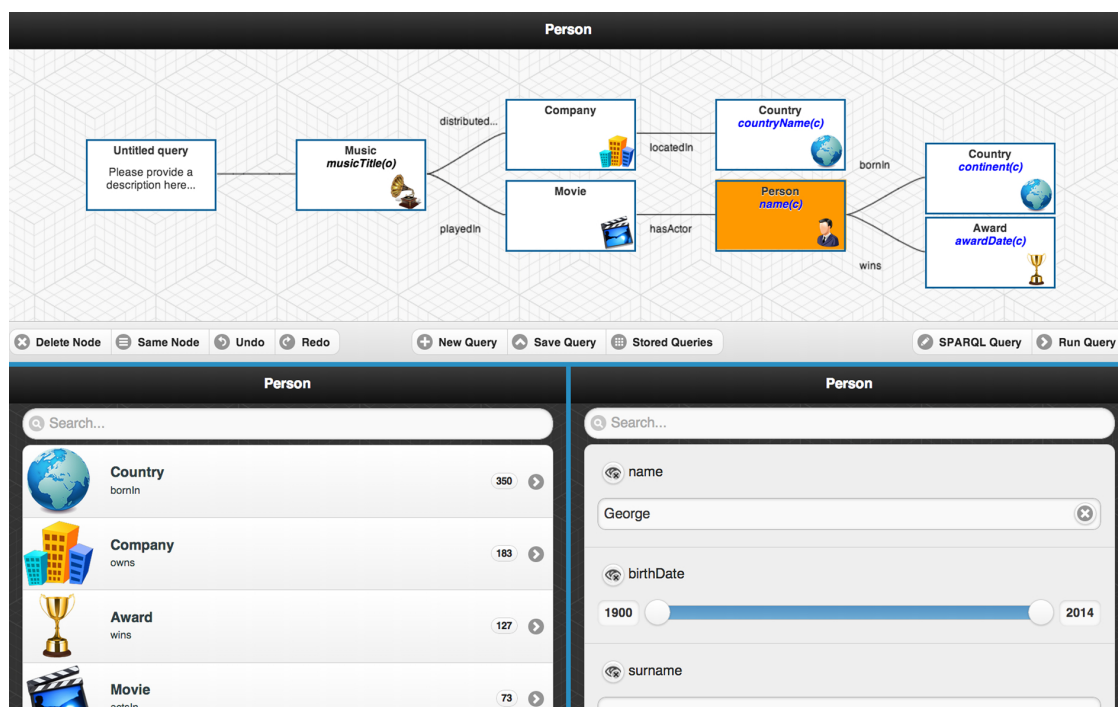 Person
Untitled query
Please provide a
description here...
Music
musicTitle(o)
distributed...
playedIn
Company
Movie
locatedIn
hasActor
Country
countryName(c)
Person
name(c)
bornIn
wins
Country
continent(c)
Award
awardDate(c)
Delete Node Same Node Undo Redo New Query Save Query Stored Queries SPARQL Query Run Query
Person
Search...
Country
bornIn
350
Company
owns
183
Award
wins
127
Movie
actsIn
73
Person
Search...
name
George
birthDate
1900 2014
surname